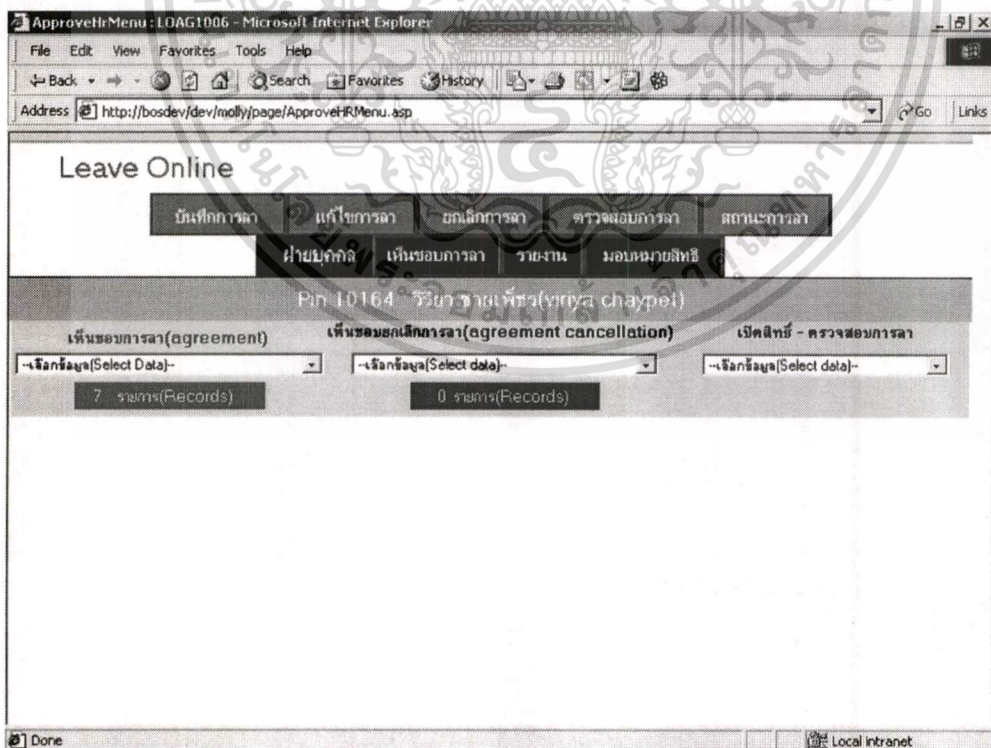 ApproveHrMenu : LOAG1006 - Microsoft Internet Explorer
File Edit View Favorites Tools Help
Back Search Favorites History
Address http://bosdev/dev/molly/page/ApproveHRMenu.asp Go Links
Leave Online
บันทึกการลา แก้ไขการลา ยกเลิกการลา ตรวจสอบการลา สถานะการลา
ฝ่ายบุคคล เห็นชอบการลา รายงาน มอบหมายสิทธิ
Pin 10164 วิริยา ชายเพ็ชร(viriya chaypet)
เห็นชอบการลา(agreement) เห็นชอบยกเลิกการลา(agreement cancellation) เปิดสิทธิ์ - ตรวจสอบการลา
--เลือกข้อมูล(Select Data)-- --เลือกข้อมูล(Select data)-- --เลือกข้อมูล(Select data)--
7 รายการ(Records) 0 รายการ(Records)
Done Local intranet